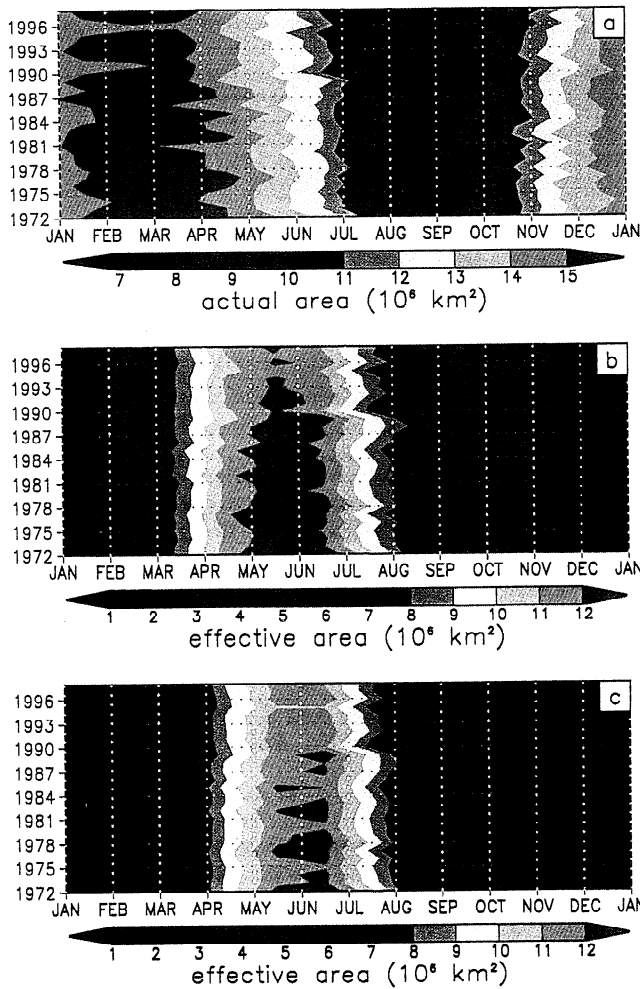 a
1996
1993
1990
1987
1984
1981
1978
1975
1972
JAN FEB MAR APR MAY JUN JUL AUG SEP OCT NOV DEC JAN
7 8 9 10 11 12 13 14 15
actual area (10⁶ km²)
b
1996
1993
1990
1987
1984
1981
1978
1975
1972
JAN FEB MAR APR MAY JUN JUL AUG SEP OCT NOV DEC JAN
1 2 3 4 5 6 7 8 9 10 11 12
effective area (10⁶ km²)
c
1996
1993
1990
1987
1984
1981
1978
1975
1972
JAN FEB MAR APR MAY JUN JUL AUG SEP OCT NOV DEC JAN
1 2 3 4 5 6 7 8 9 10 11 12
effective area (10⁶ km²)